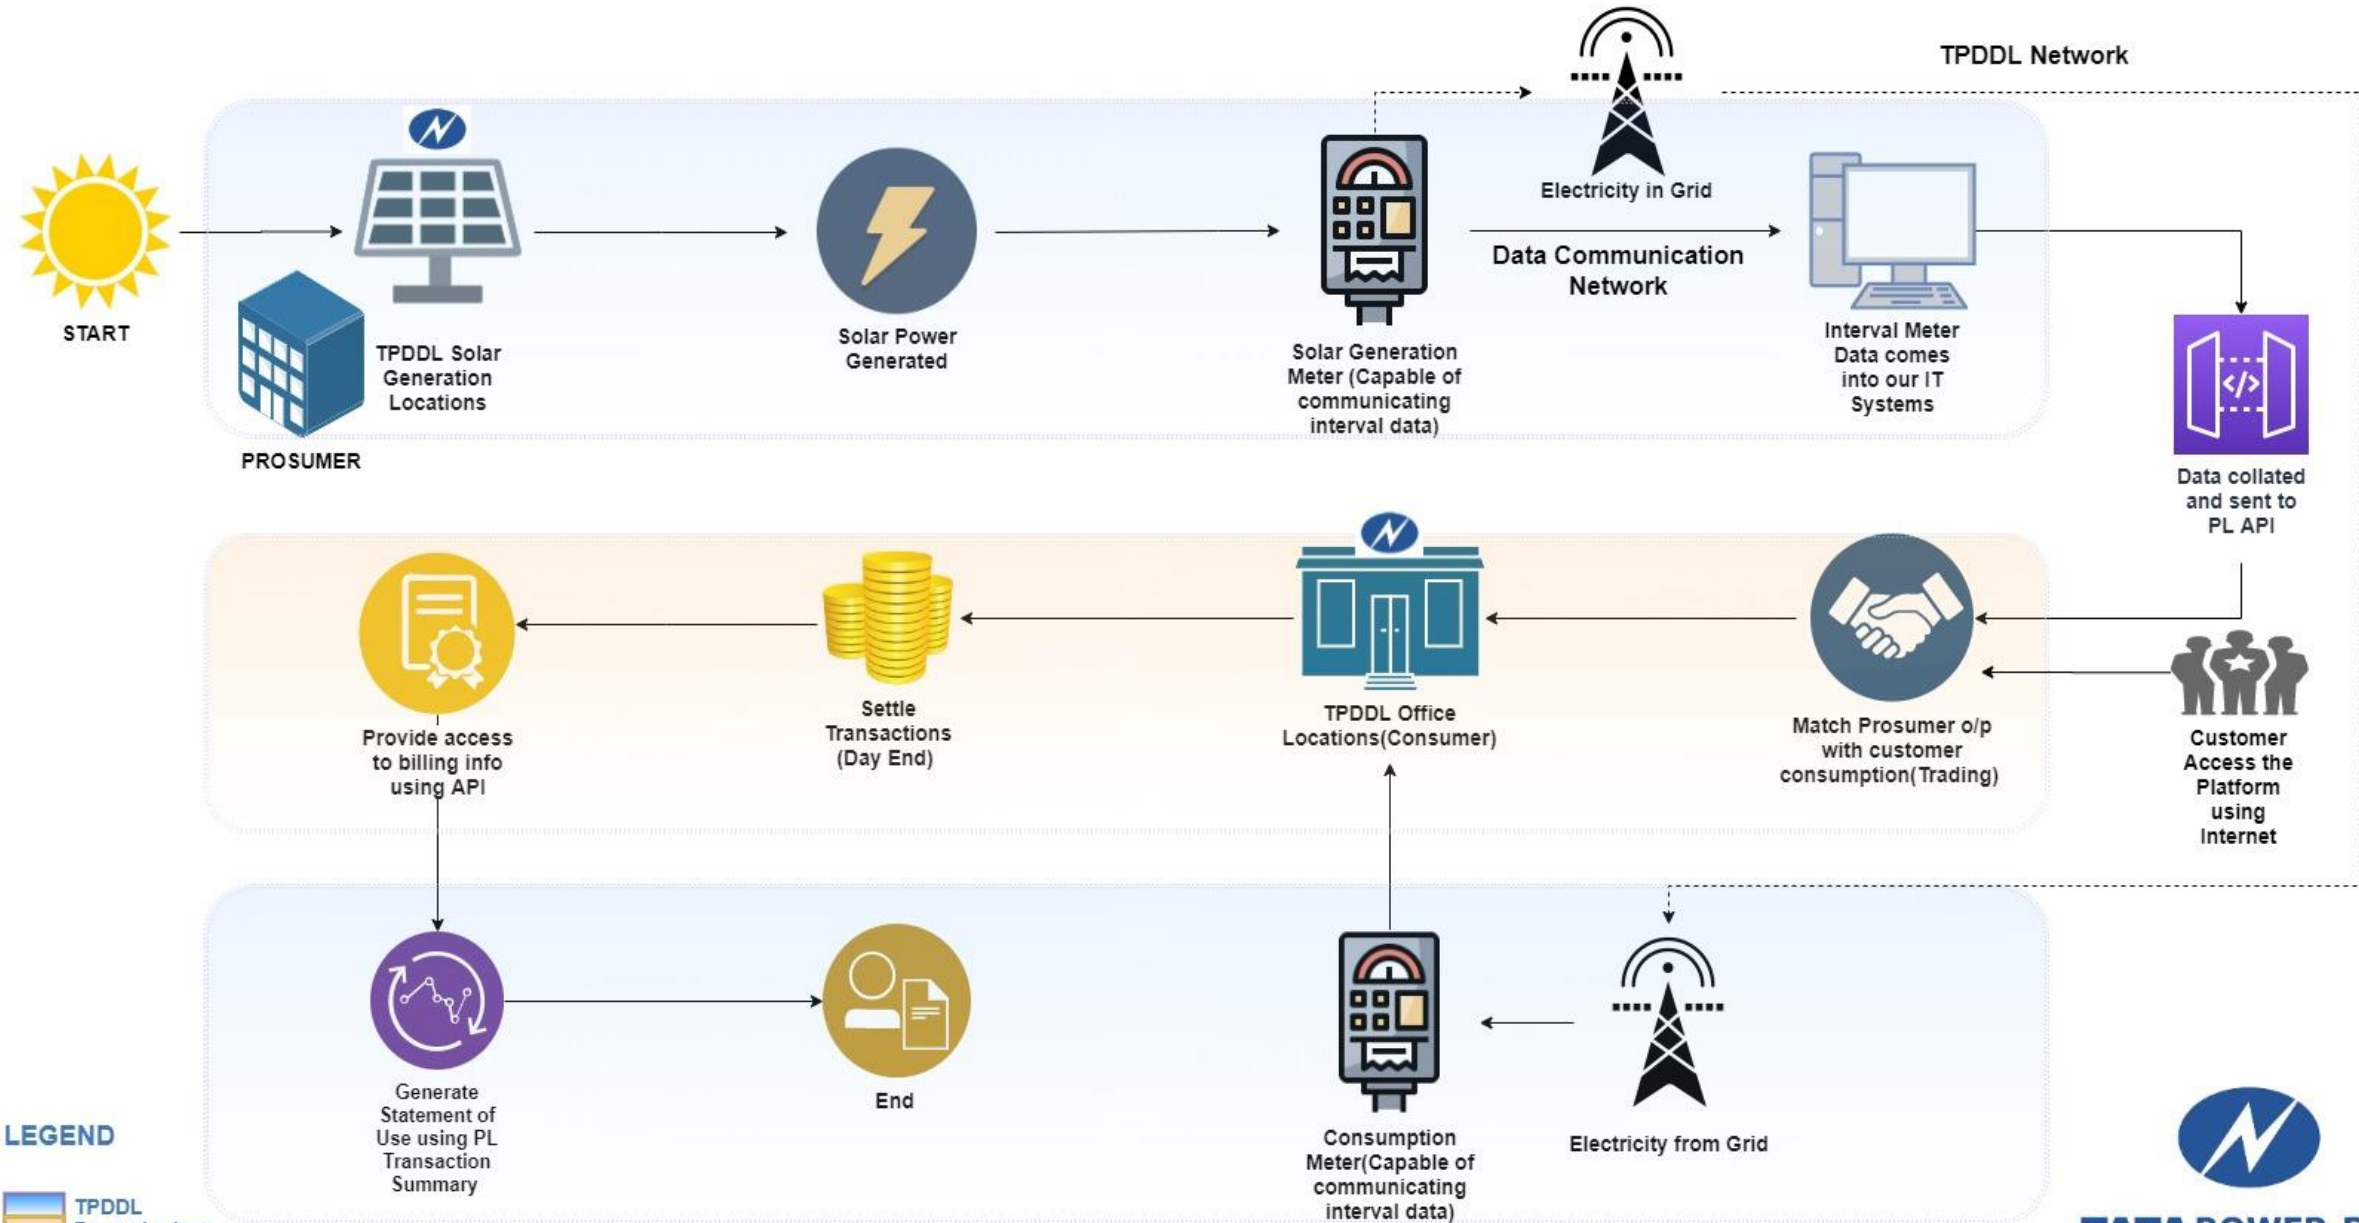 TPDDL Network
Electricity in Grid
START
TPDDL Solar
Generation
Locations
PROSUMER
Solar Power
Generated
Solar Generation
Meter (Capable of
communicating
interval data)
Data Communication
Network
Interval Meter
Data comes
into our IT
Systems
Data collated
and sent to
PL API
Provide access
to billing info
using API
Settle
Transactions
(Day End)
TPDDL Office
Locations(Consumer)
Match Prosumer o/p
with customer
consumption(Trading)
Customer
Access the
Platform
using
Internet
Generate
Statement of
Use using PL
Transaction
Summary
End
Consumption
Meter(Capable of
communicating
interval data)
Electricity from Grid
LEGEND
TPDDL
TATA POWER